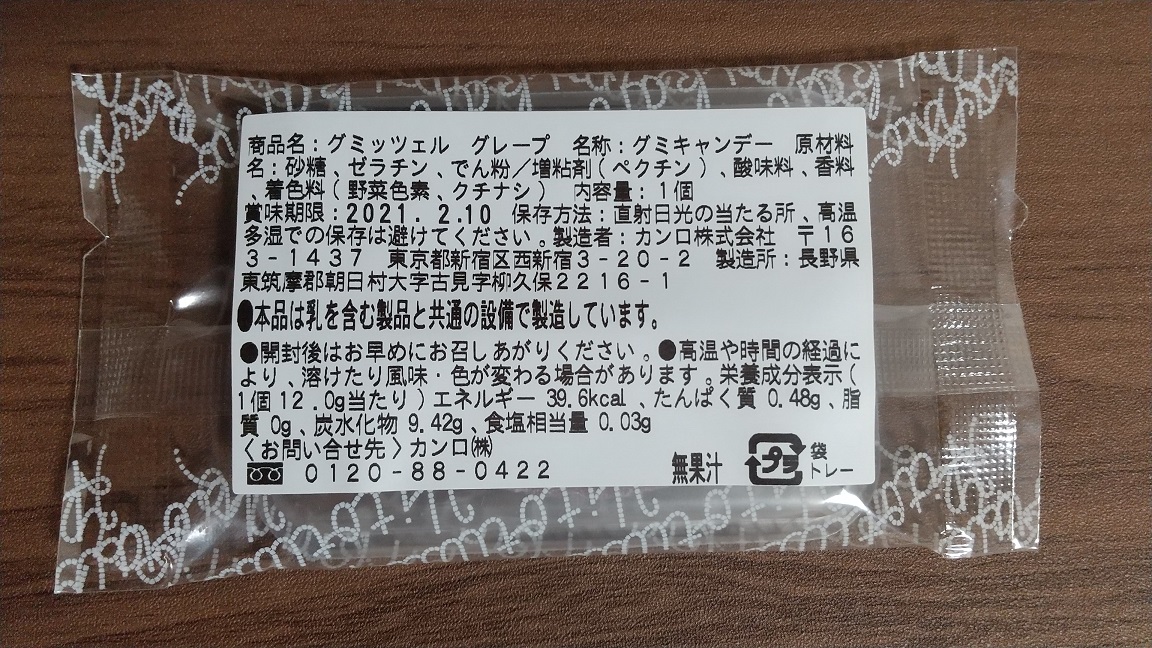 商品名：グミッツェル　グレープ　名称：グミキャンデー　原材料
名：砂糖、ゼラチン、でん粉／増粘剤（ペクチン）、酸味料、香料
、着色料（野菜色素、クチナシ）　内容量：１個
賞味期限：2021. 2.10　保存方法：直射日光の当たる所、高温
多湿での保存は避けてください。製造者：カンロ株式会社　〒１６
３－１４３７　東京都新宿区西新宿３－２０－２　製造所：長野県
東筑摩郡朝日村大字古見字柳久保２２１６－１
●本品は乳を含む製品と共通の設備で製造しています。
●開封後はお早めにお召しあがりください。●高温や時間の経過に
より、溶けたり風味・色が変わる場合があります。栄養成分表示（
1個 12.0g当たり）エネルギー 39.6kcal、たんぱく質 0.48g、脂
質 0g、炭水化物 9.42g、食塩相当量 0.03g
〈お問い合せ先〉カンロ㈱
０１２０－８８－０４２２
無果汁
プラ
袋
トレー